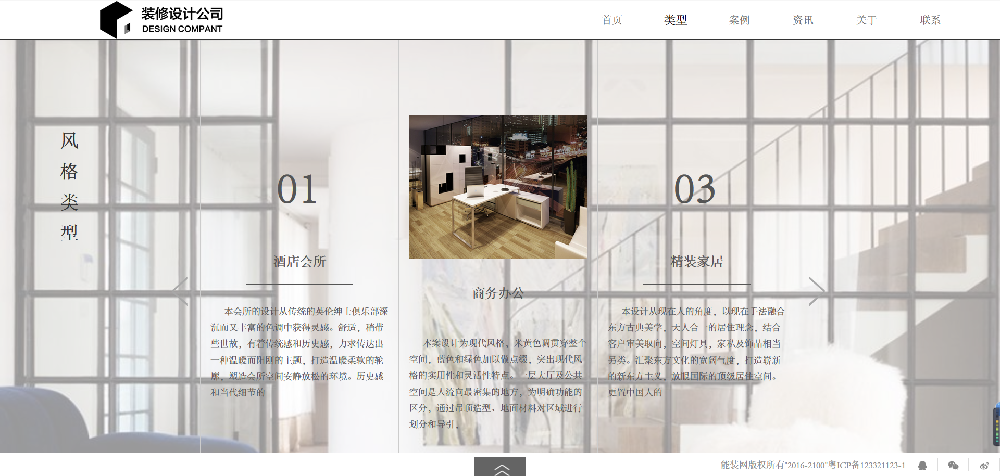 装修设计公司
DESIGN COMPANT
首页 类型 案例 资讯 关于 联系
风格类型
01
酒店会所
本会所的设计从传统的英伦绅士俱乐部深
沉而又丰富的色调中获得灵感。舒适，稍带
些世故，有着传统感和历史感，力求传达出
一种温暖而阳刚的主题，打造温暖柔软的轮
廓，塑造会所空间安静放松的环境。历史感
和当代细节的
商务办公
本案设计为现代风格，米黄色调贯穿整个
空间，蓝色和绿色加以做点缀，突出现代风
格的实用性和灵活性特点。一层大厅及公共
空间是人流向最密集的地方，为明确功能的
区分，通过吊顶造型、地面材料对区域进行
划分和导引，
03
精装家居
本设计从现在人的角度，以现在手法融合
东方古典美学，天人合一的居住理念，结合
客户审美取向，空间灯具，家私及饰品相当
另类。汇聚东方文化的宽阔气度，打造崭新
的新东方主义，放眼国际的顶级居住空间。
更置中国人的
能装网版权所有"2016-2100"粤ICP备123321123-1